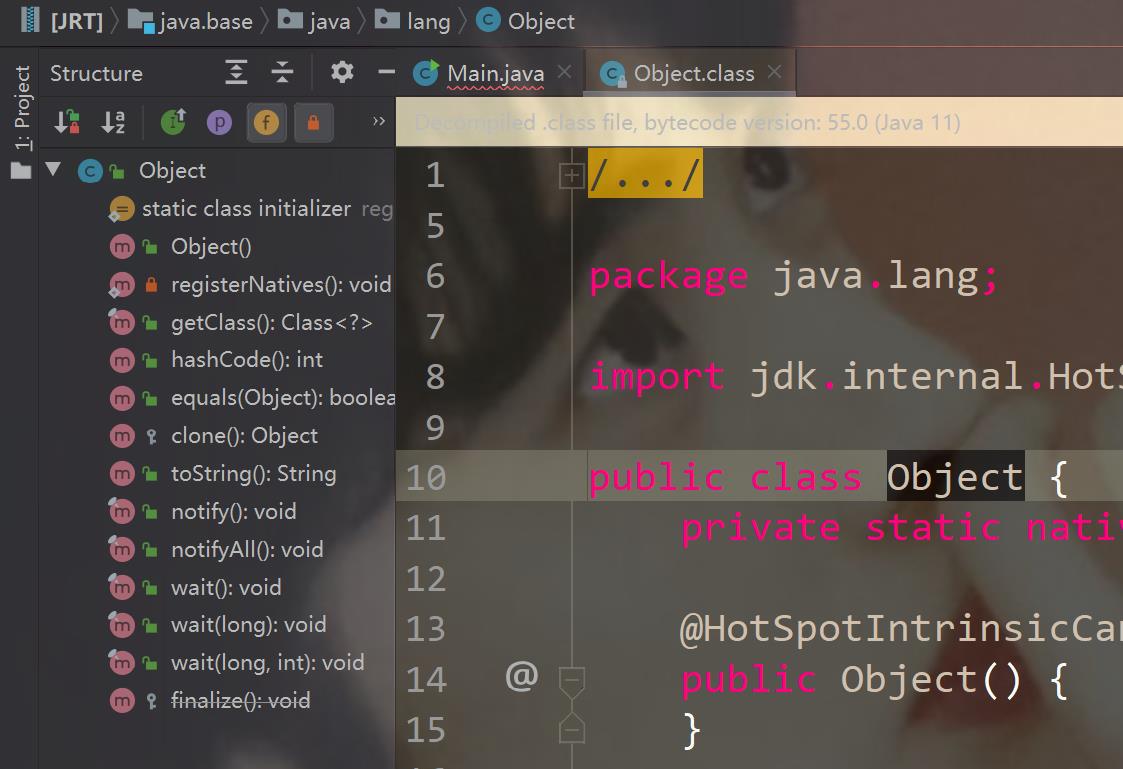 [JRT] java.base java lang Object
1: Project
Structure
Main.java Object.class
Decompiled .class file, bytecode version: 55.0 (Java 11)
Object
static class initializer reg
Object()
registerNatives(): void
getClass(): Class<?>
hashCode(): int
equals(Object): boolea
clone(): Object
toString(): String
notify(): void
notifyAll(): void
wait(): void
wait(long): void
wait(long, int): void
finalize(): void
1 /.../
5
6 package java.lang;
7
8 import jdk.internal.HotS
9
10 public class Object {
11 private static nativ
12
13 @HotSpotIntrinsicCan
14 @ public Object() {
15 }